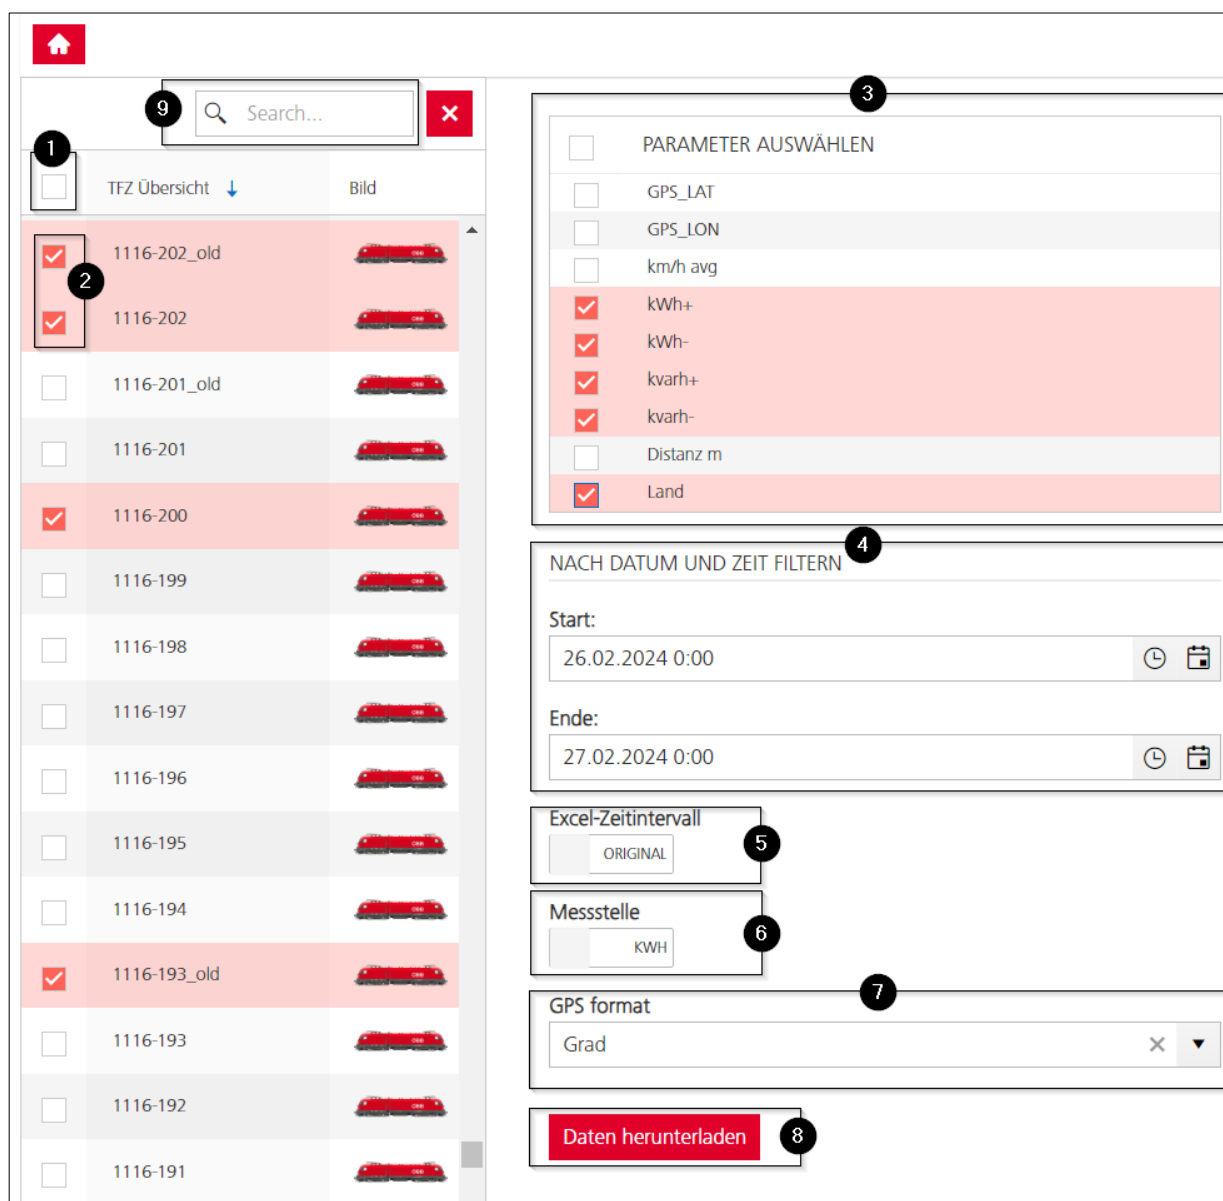 9
Search...
1
TFZ Übersicht
Bild
2
1116-202_old
1116-202
1116-201_old
1116-201
1116-200
1116-199
1116-198
1116-197
1116-196
1116-195
1116-194
1116-193_old
1116-193
1116-192
1116-191
3
PARAMETER AUSWÄHLEN
GPS_LAT
GPS_LON
km/h avg
kWh+
kWh-
kvarh+
kvarh-
Distanz m
Land
4
NACH DATUM UND ZEIT FILTERN
Start:
26.02.2024 0:00
Ende:
27.02.2024 0:00
Excel-Zeitintervall
ORIGINAL
5
Messstelle
KWH
6
7
GPS format
Grad
Daten herunterladen
8